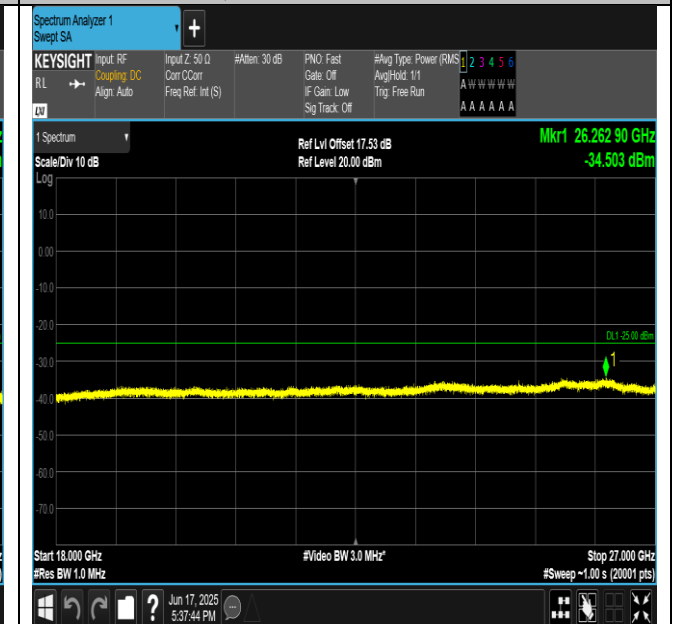 Spectrum Analyzer 1
Swept SA
+
KEYSIGHT
RL
LXI
Input: RF
Coupling: DC
Align: Auto
Input Z: 50 Ω
Corr CCorr
Freq Ref: Int (S)
#Atten: 30 dB
PNO: Fast
Gate: Off
IF Gain: Low
Sig Track: Off
#Avg Type: Power (RMS
Avg|Hold: 1/1
Trig: Free Run
1 2 3 4 5 6
A W W W W W
A A A A A A
1 Spectrum
Scale/Div 10 dB
Log
Ref Lvl Offset 17.53 dB
Ref Level 20.00 dBm
Mkr1 26.262 90 GHz
-34.503 dBm
10.0
0.00
-10.0
-20.0
DL1 -25.00 dBm
-30.0
1
-40.0
-50.0
-60.0
-70.0
Start 18.000 GHz
#Res BW 1.0 MHz
#Video BW 3.0 MHz*
Stop 27.000 GHz
#Sweep ~1.00 s (20001 pts)
?
Jun 17, 2025
5:37:44 PM